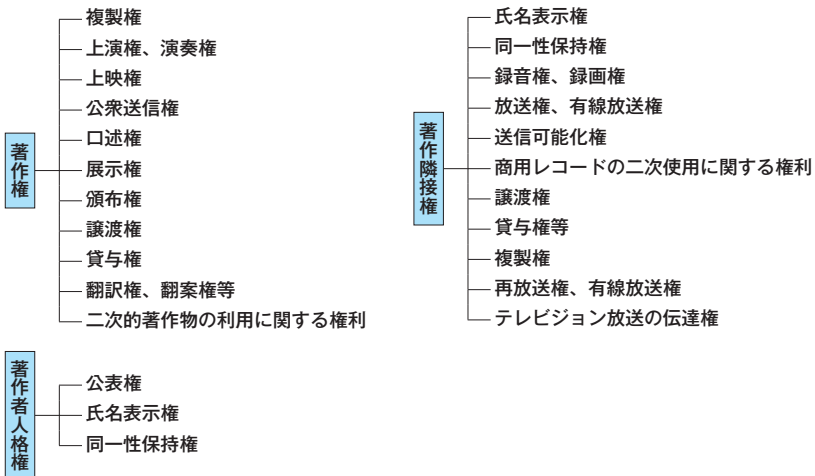 著作権
複製権
上演権、演奏権
上映権
公衆送信権
口述権
展示権
頒布権
譲渡権
貸与権
翻訳権、翻案権等
二次的著作物の利用に関する権利
著作隣接権
氏名表示権
同一性保持権
録音権、録画権
放送権、有線放送権
送信可能化権
商用レコードの二次使用に関する権利
譲渡権
貸与権等
複製権
再放送権、有線放送権
テレビジョン放送の伝達権
著作者人格権
公表権
氏名表示権
同一性保持権